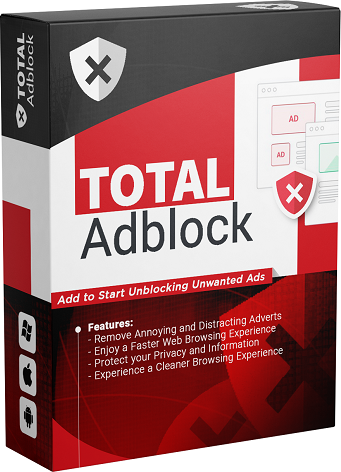 TOTAL
Adblock
AD
AD
TOTAL
Adblock
Add to Start Unblocking Unwanted Ads
Features:
- Remove Annoying and Distracting Adverts
- Enjoy a Faster Web Browsing Experience
- Protect your Privacy and Information
- Experience a Cleaner Browsing Experience